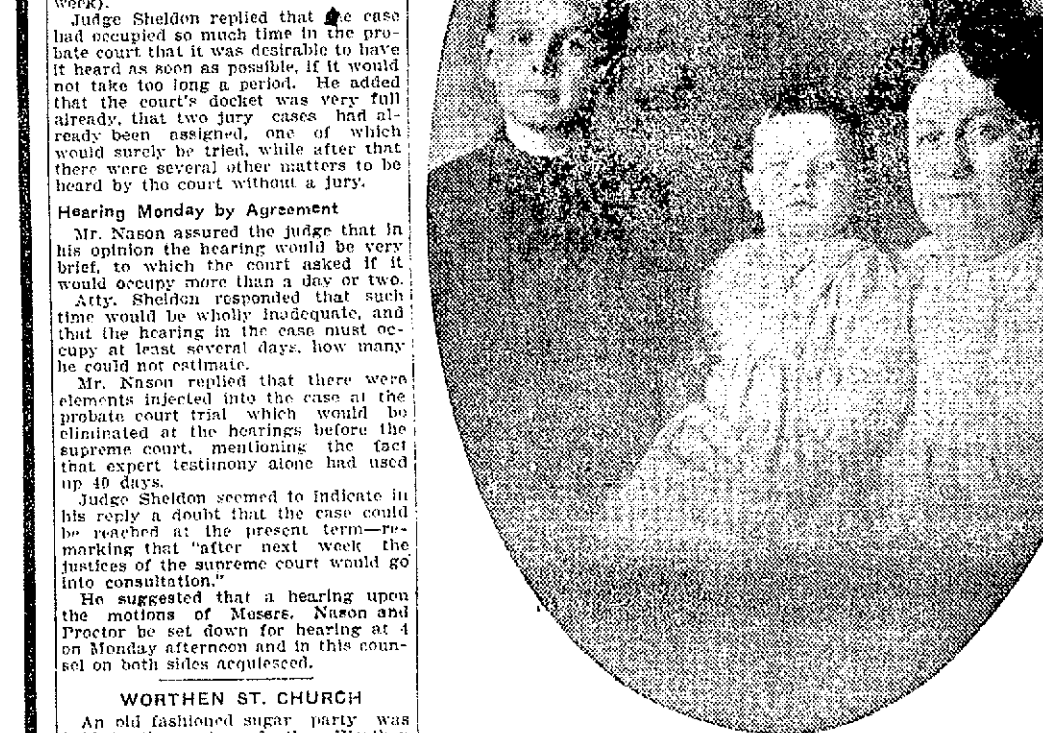 week).
Judge Sheldon replied that the case
had occupied so much time in the pro-
bate court that it was desirable to have
it heard as soon as possible, if it would
not take too long a period. He added
that the court's docket was very full
already, that two jury cases had al-
ready been assigned, one of which
would surely be tried, while after that
there were several other matters to be
heard by the court without a jury.
Hearing Monday by Agreement
Mr. Nason assured the judge that in
his opinion the hearing would be very
brief, to which the court asked if it
would occupy more than a day or two.
Atty. Sheldon responded that such
time would be wholly inadequate, and
that the hearing in the case must oc-
cupy at least several days, how many
he could not estimate.
Mr. Nason replied that there were
elements injected into the case at the
probate court trial which would be
eliminated at the hearings before the
supreme court, mentioning the fact
that expert testimony alone had used
up 40 days.
Judge Sheldon seemed to indicate in
his reply a doubt that the case could
be reached at the present term—re-
marking that "after next week the
justices of the supreme court would go
into consultation."
He suggested that a hearing upon
the motions of Messrs. Nason and
Proctor be set down for hearing at 4
on Monday afternoon and in this coun-
sel on both sides acquiesced.
WORTHEN ST. CHURCH
An old fashioned sugar party was